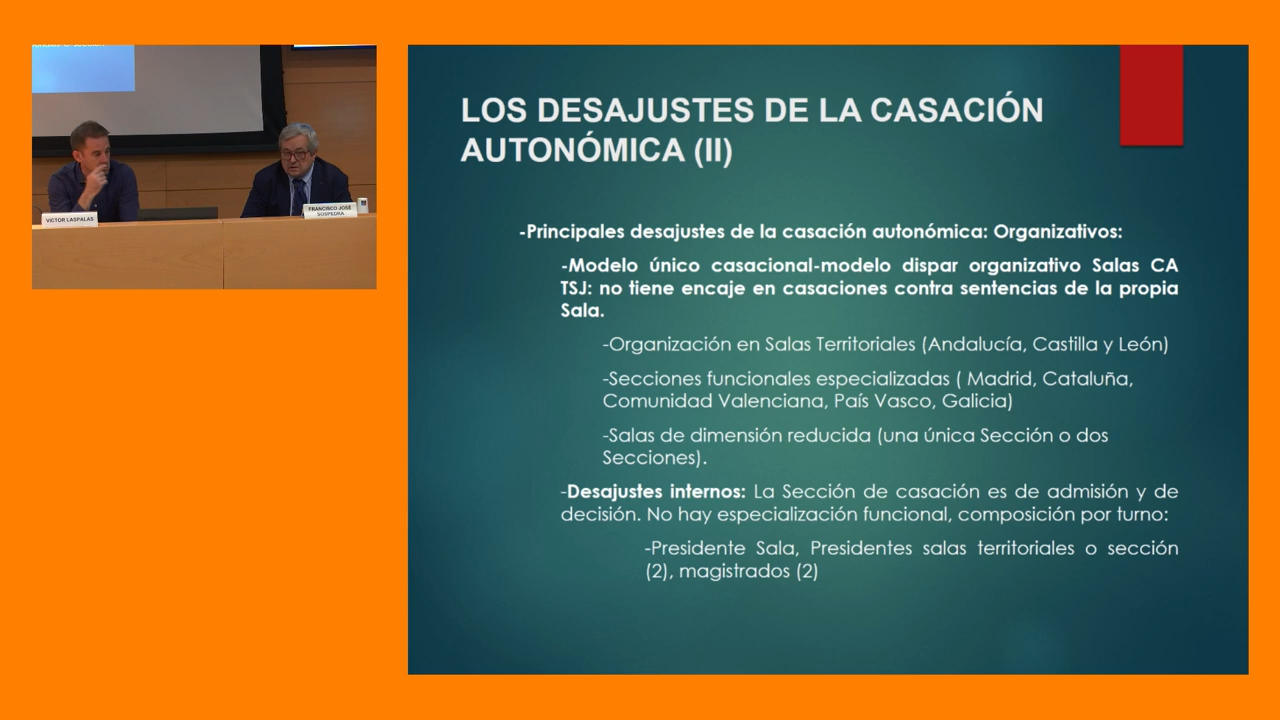 VICTOR LASPALAS
FRANCISCO JOSÉ
SOSPEDRA
LOS DESAJUSTES DE LA CASACIÓN
AUTONÓMICA (II)
-Principales desajustes de la casación autonómica: Organizativos:
-Modelo único casacional-modelo dispar organizativo Salas CA
TSJ: no tiene encaje en casaciones contra sentencias de la propia
Sala.
-Organización en Salas Territoriales (Andalucía, Castilla y León)
-Secciones funcionales especializadas ( Madrid, Cataluña,
Comunidad Valenciana, País Vasco, Galicia)
-Salas de dimensión reducida (una única Sección o dos
Secciones).
-Desajustes internos: La Sección de casación es de admisión y de
decisión. No hay especialización funcional, composición por turno:
-Presidente Sala, Presidentes salas territoriales o sección
(2), magistrados (2)